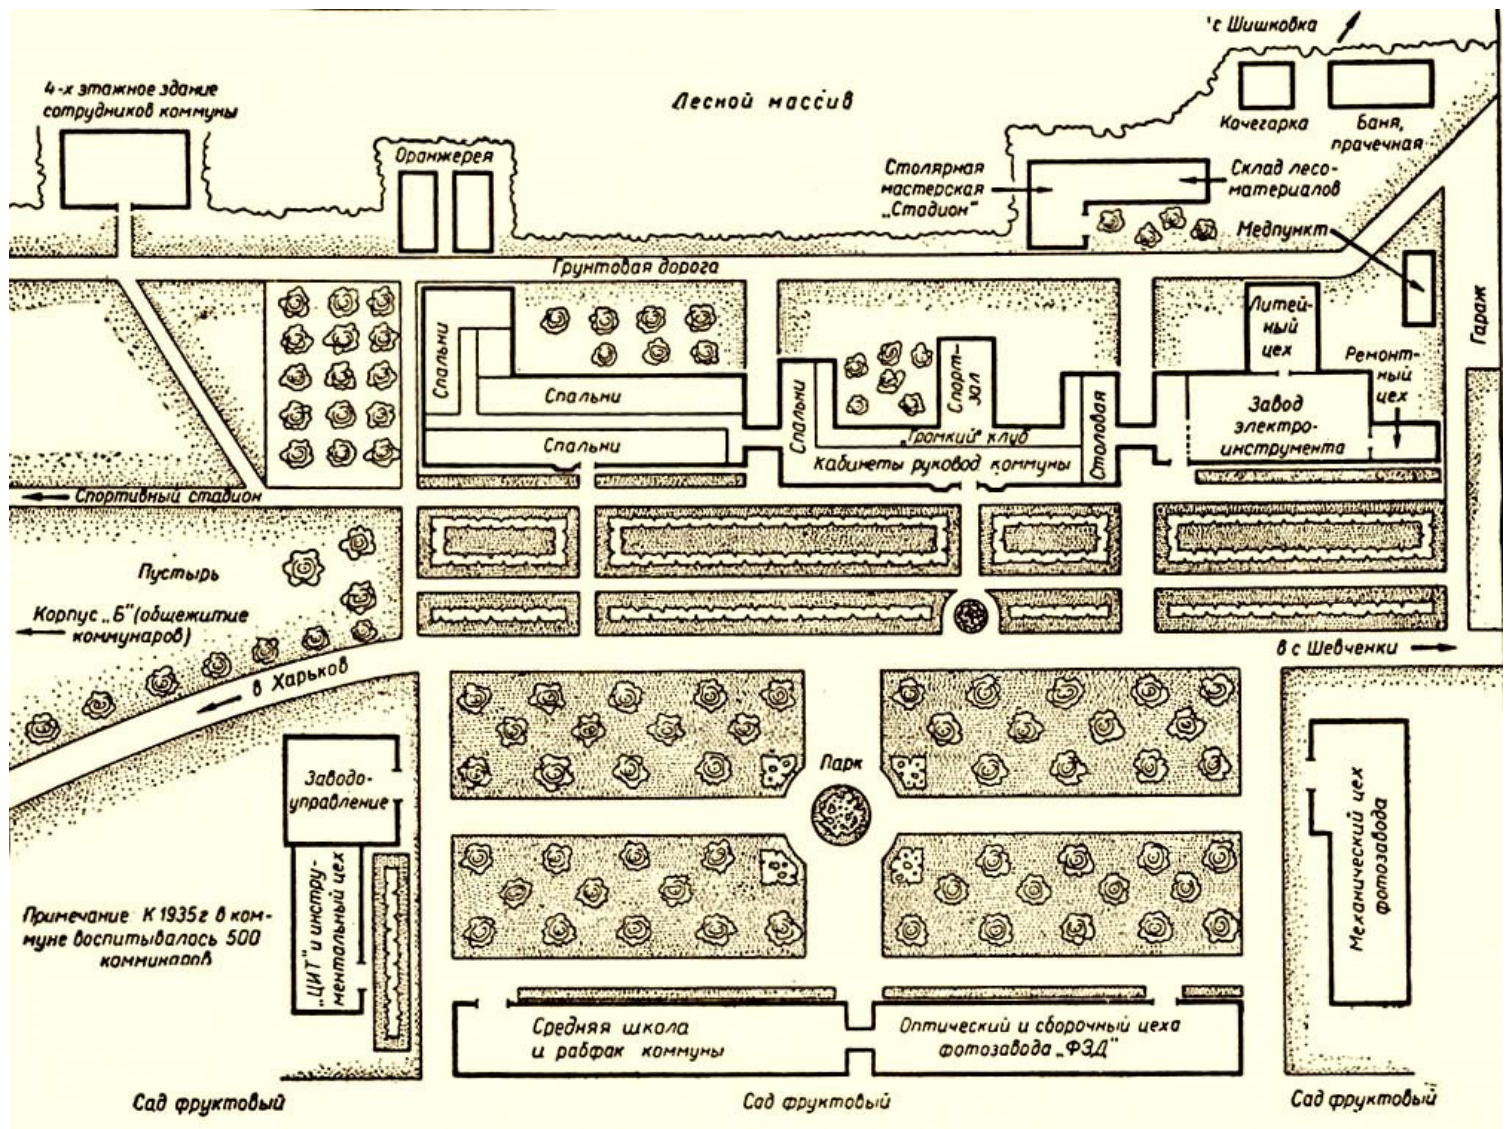 с Шишковка
4-х этажное здание
сотрудников коммуны
Лесной массив
Кочегарка
Баня,
прачечная
Оранжерея
Столярная
мастерская
„Стадион"
Склад лесо-
материалов
Медпункт
Грунтовая дорога
Гараж
Литей-
ный
цех
Ремонт-
ный
цех
Спальни
Спальни
Спальни
Спальни
Спорт-
зал
„Громкий" клуб
Кабинеты руковод коммуны
Столовая
Завод
электро-
инструмента
Спортивный стадион
Пустырь
Корпус „Б" (общежитие
коммунаров)
в Харьков
в с Шевченки
Заводо-
управление
Парк
Механический цех
фотозавода
„ЦИТ" и инстру-
ментальный цех
Примечание К 1935г в ком-
муне воспитывалось 500
коммунаров
Средняя школа
и рабфак коммуны
Оптический и сборочный цеха
фотозавода „ФЭД"
Сад фруктовый
Сад фруктовый
Сад фруктовый